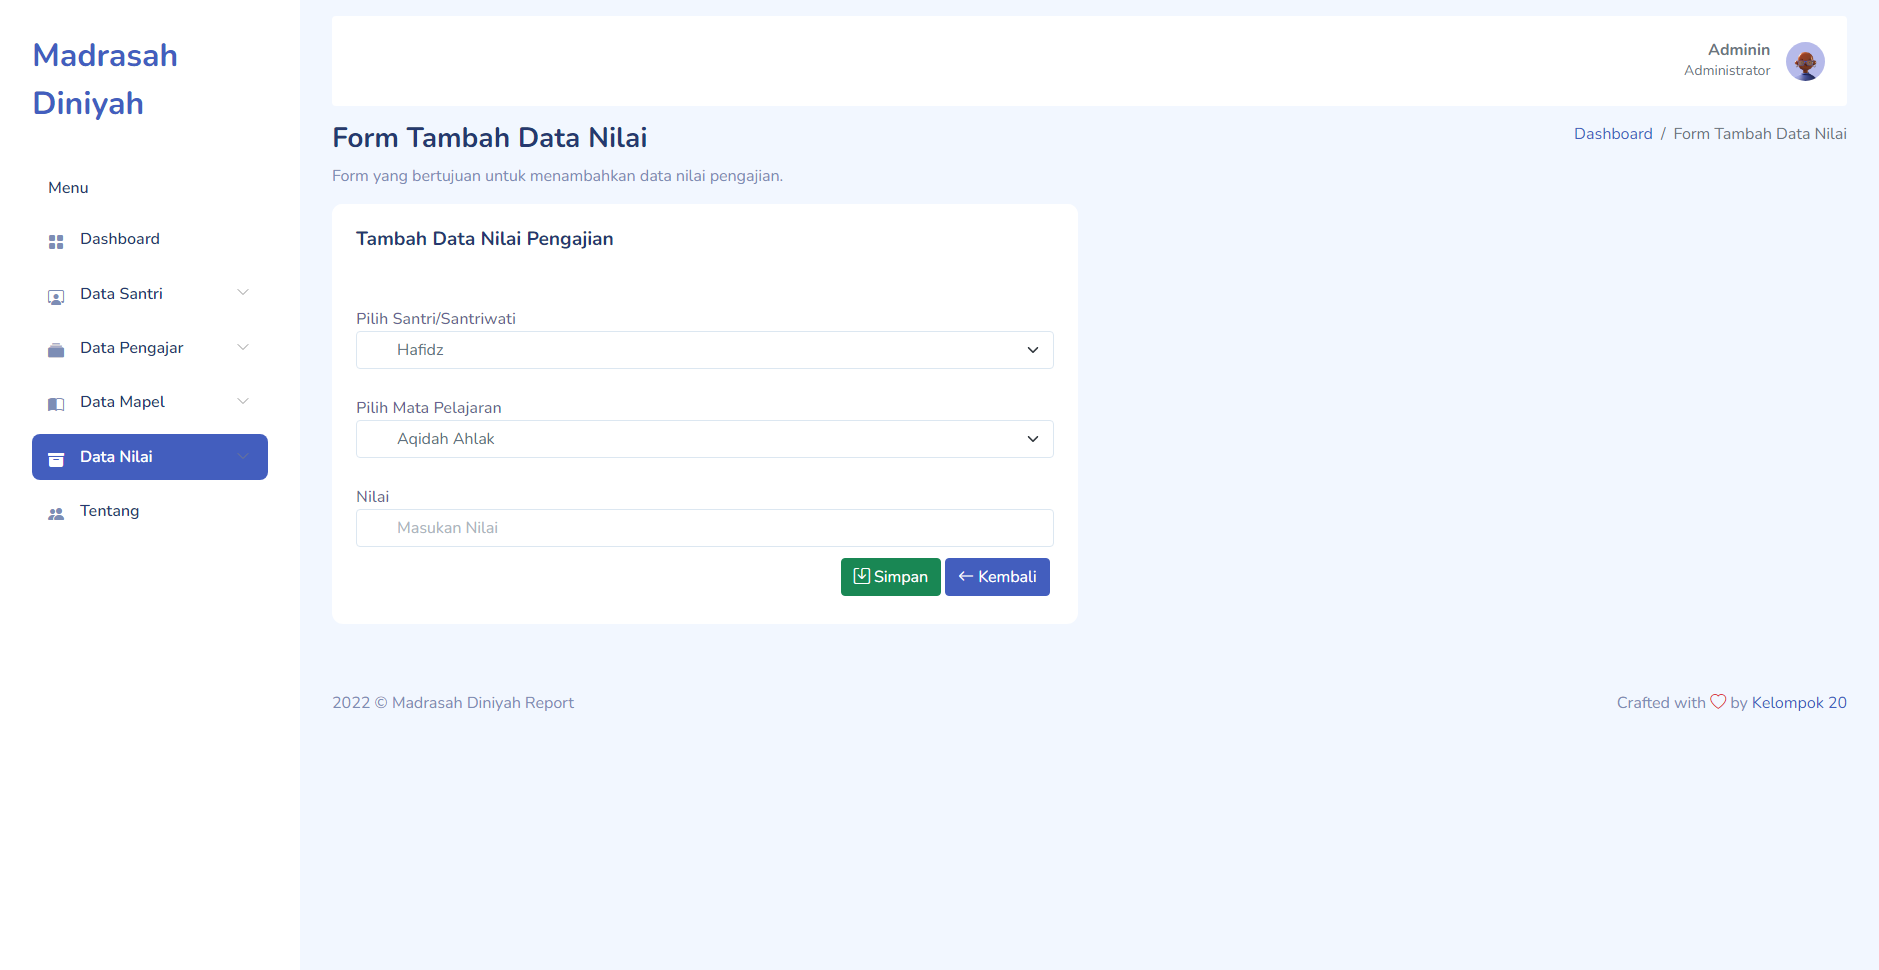 Madrasah
Diniyah
Menu
Dashboard
Data Santri
Data Pengajar
Data Mapel
Data Nilai
Tentang
Adminin
Administrator
Form Tambah Data Nilai
Dashboard / Form Tambah Data Nilai
Form yang bertujuan untuk menambahkan data nilai pengajian.
Tambah Data Nilai Pengajian
Pilih Santri/Santriwati
Hafidz
Pilih Mata Pelajaran
Aqidah Ahlak
Nilai
Masukan Nilai
Simpan Kembali
2022 © Madrasah Diniyah Report
Crafted with ♡ by Kelompok 20